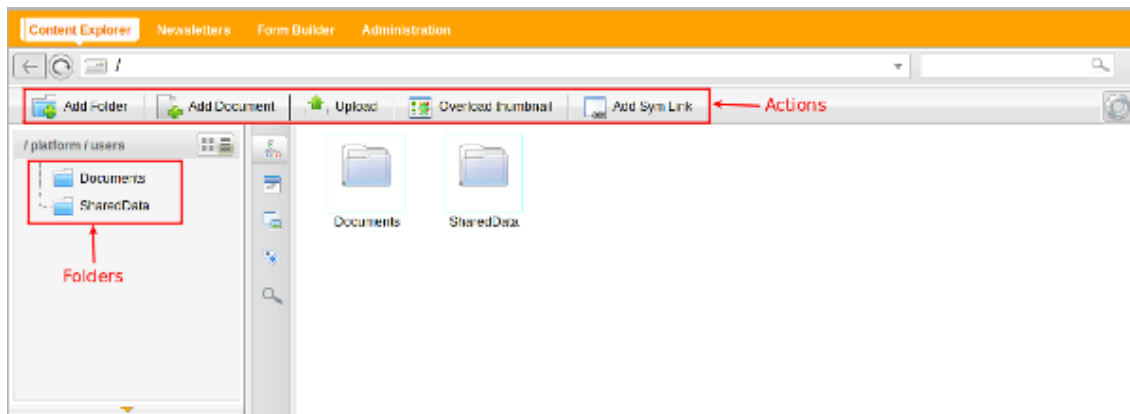 Content Explorer Newsletters Form Builder Administration
/
Add Folder Add Document Upload Overload thumbnail Add Sym Link Actions
/ platform / users
Documents
SharedData
Documents SharedData
Folders